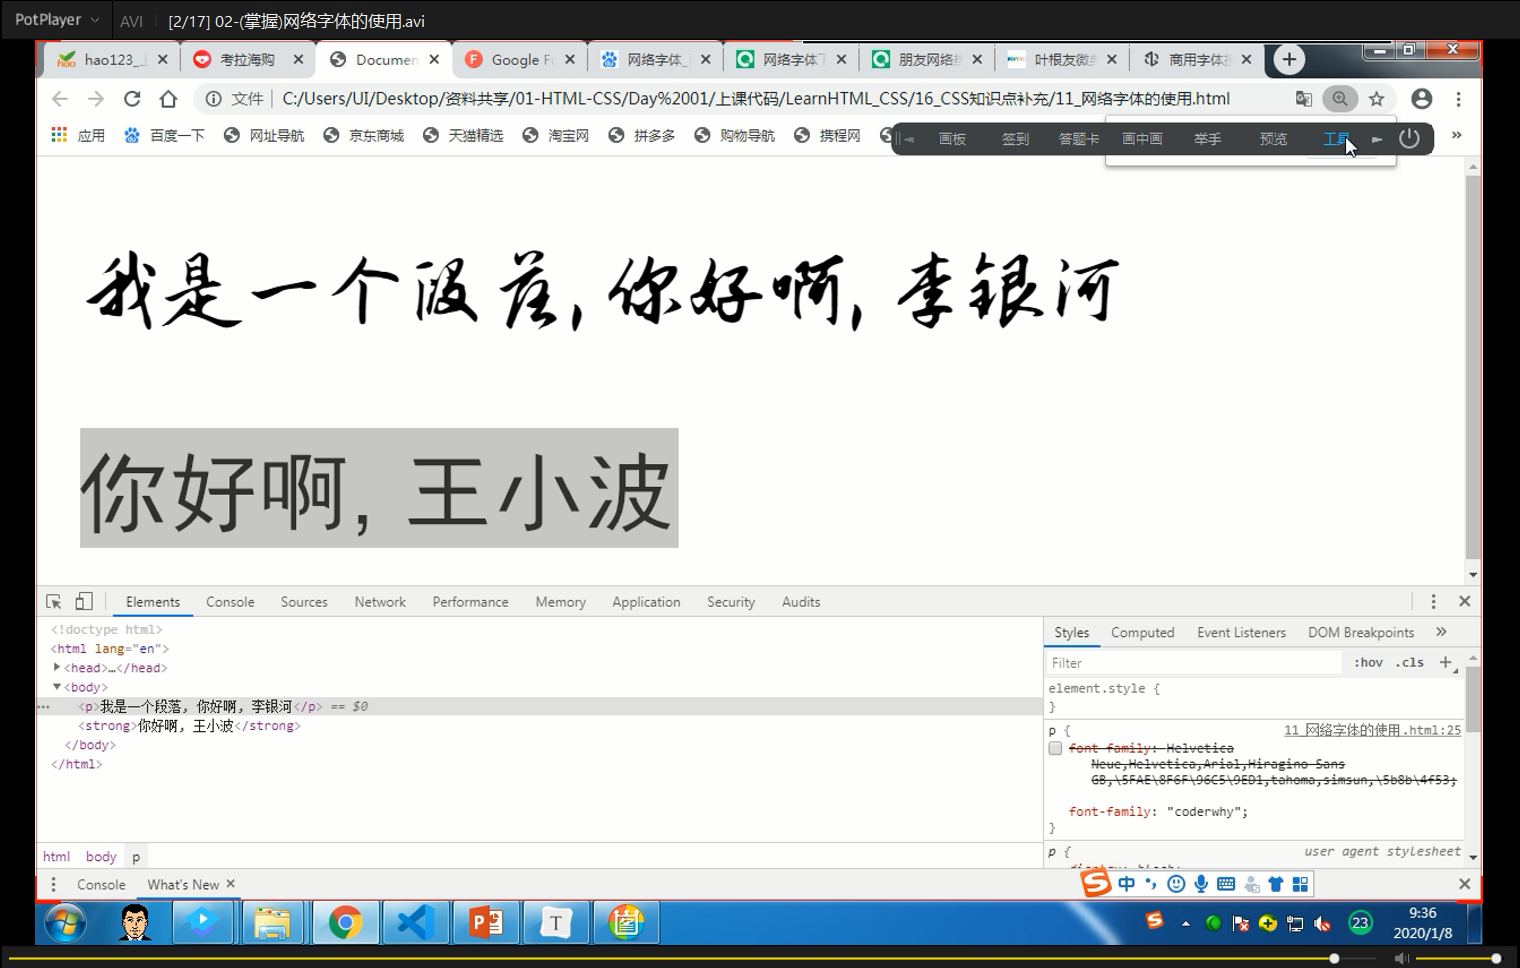 PotPlayer AVI [2/17] 02-(掌握)网络字体的使用.avi
hao123_ 考拉海购 Documen Google Fo 网络字体_ 网络字体下 朋友网络 叶根友微 商用字体
文件 C:/Users/UI/Desktop/资料共享/01-HTML-CSS/Day%2001/上课代码/LearnHTML_CSS/16_CSS知识点补充/11_网络字体的使用.html
应用 百度一下 网址导航 京东商城 天猫精选 淘宝网 拼多多 购物导航 携程网 »
画板 签到 答题卡 画中画 举手 预览 工具
我是一个段落,你好啊,李银河
你好啊, 王小波
Elements Console Sources Network Performance Memory Application Security Audits
<!doctype html>
<html lang="en">
<head>…</head>
<body>
<p>我是一个段落, 你好啊, 李银河</p> == $0
<strong>你好啊, 王小波</strong>
</body>
</html>
html body p
Styles Computed Event Listeners DOM Breakpoints »
Filter :hov .cls +
element.style {
}
p { 11_网络字体的使用.html:25
font-family: Helvetica
Neue,Helvetica,Arial,Hiragino Sans
GB,\5FAE\8F6F\96C5\9ED1,tahoma,simsun,\5b8b\4f53;
font-family: "coderwhy";
}
p { user agent stylesheet
Console What's New
中
23
9:36
2020/1/8